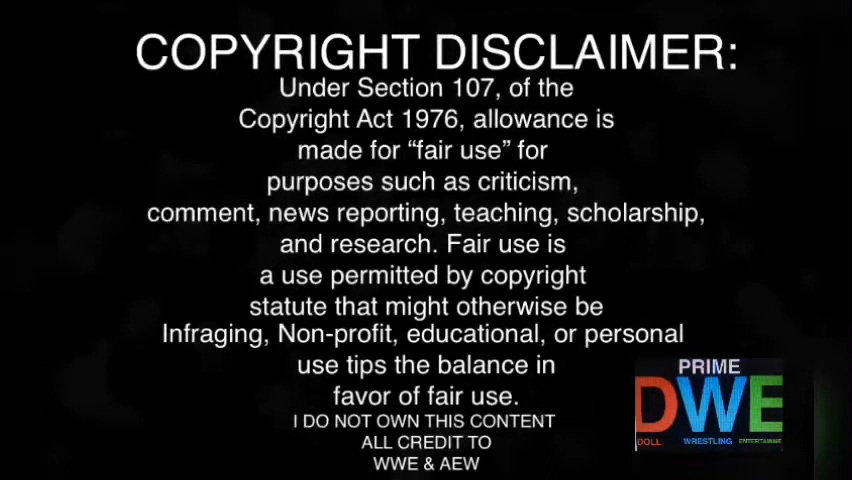 COPYRIGHT DISCLAIMER:
Under Section 107, of the
Copyright Act 1976, allowance is
made for “fair use” for
purposes such as criticism,
comment, news reporting, teaching, scholarship,
and research. Fair use is
a use permitted by copyright
statute that might otherwise be
Infraging, Non-profit, educational, or personal
use tips the balance in
favor of fair use.
I DO NOT OWN THIS CONTENT
ALL CREDIT TO
WWE & AEW
PRIME
DWE
DOLL WRESTLING ENTERTAINME